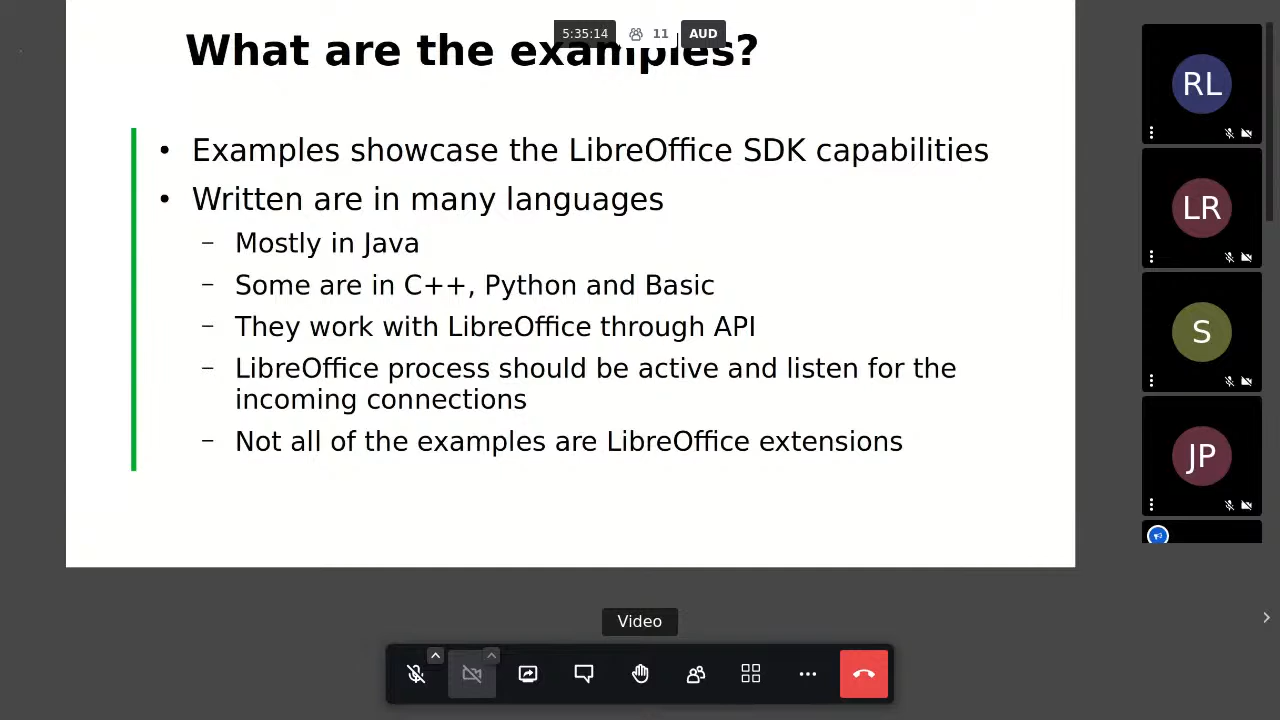 5:35:14 11 AUD
What are the examples?
• Examples showcase the LibreOffice SDK capabilities
• Written are in many languages
– Mostly in Java
– Some are in C++, Python and Basic
– They work with LibreOffice through API
– LibreOffice process should be active and listen for the
incoming connections
– Not all of the examples are LibreOffice extensions
RL
LR
S
JP
Video